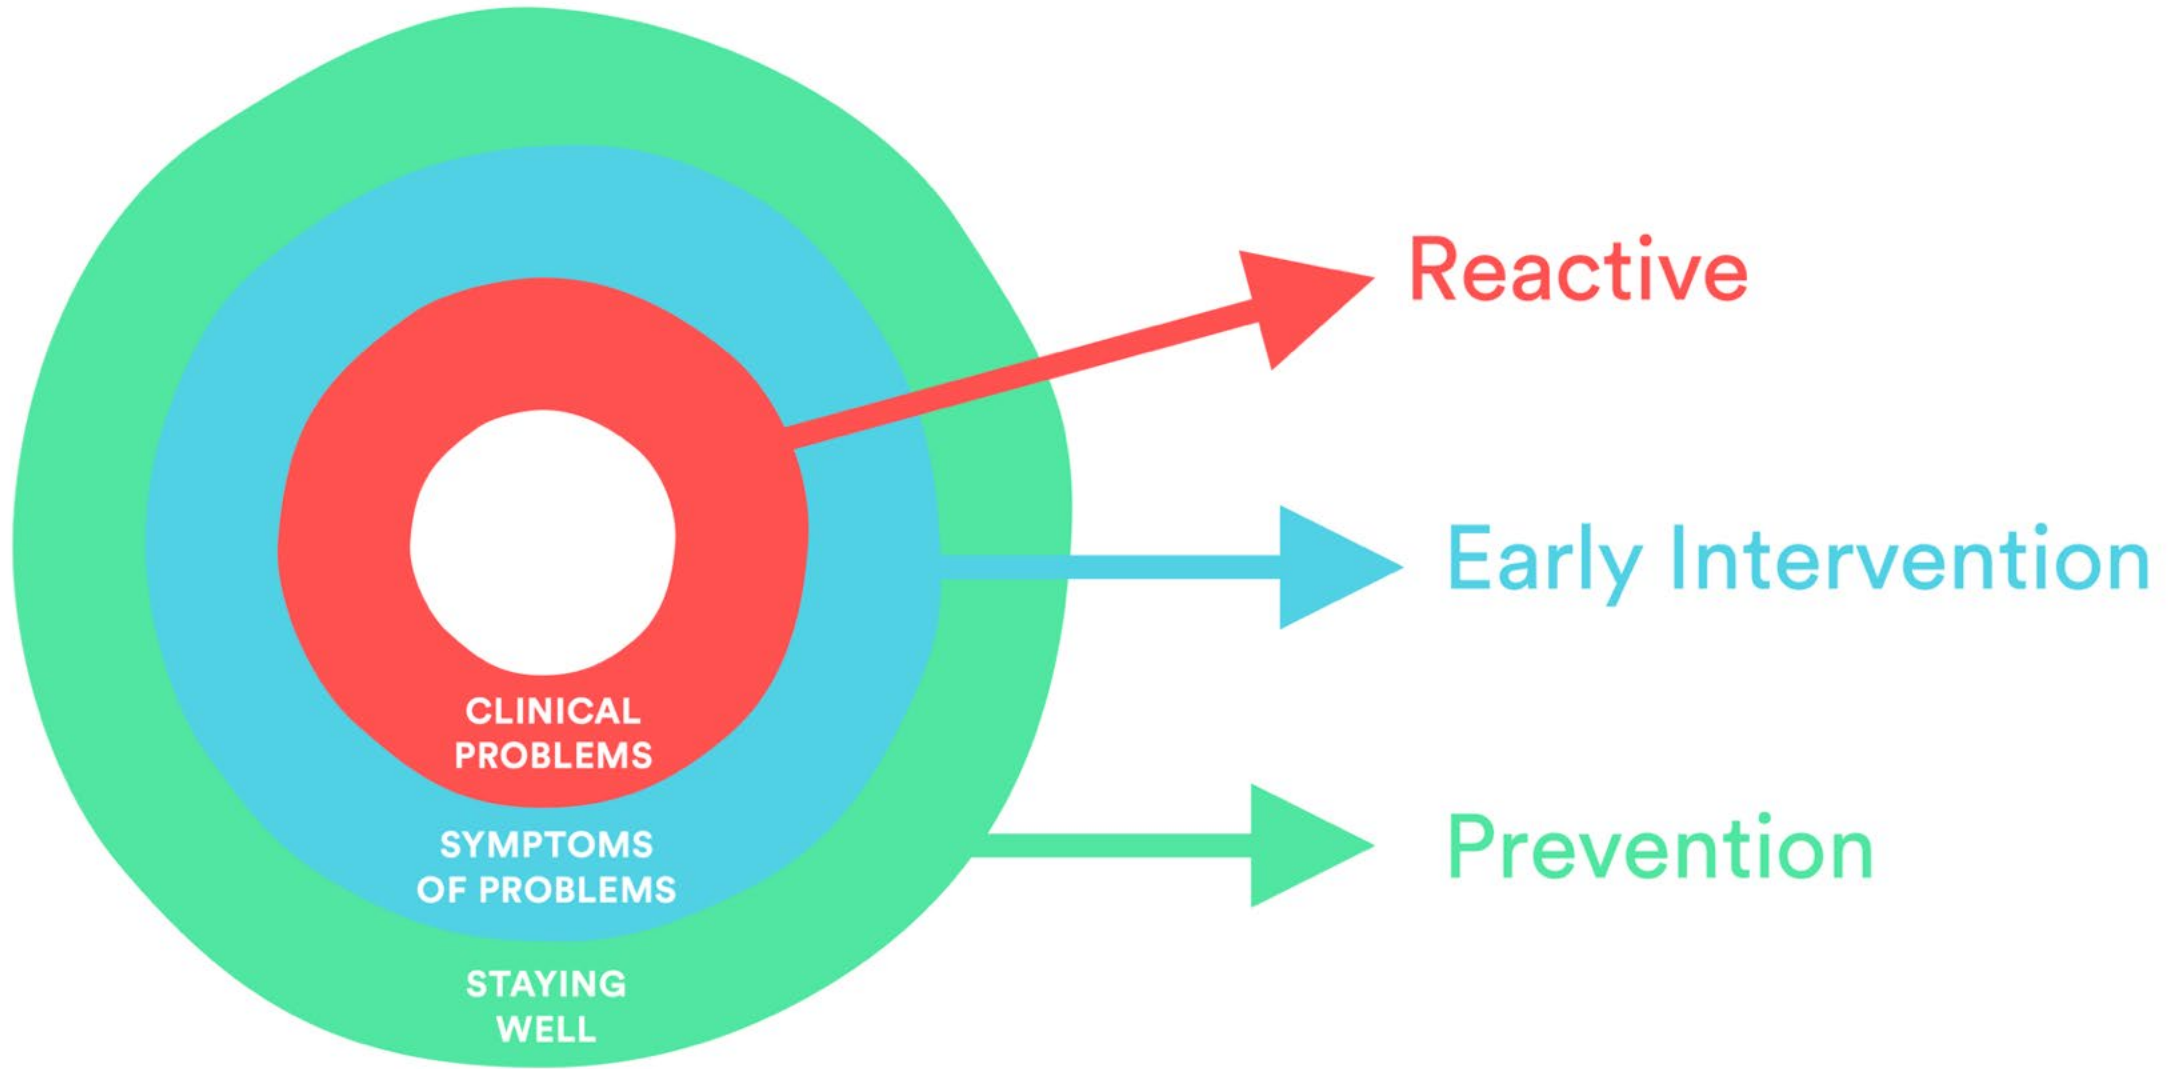 Reactive
Early Intervention
Prevention
CLINICAL
PROBLEMS
SYMPTOMS
OF PROBLEMS
STAYING
WELL